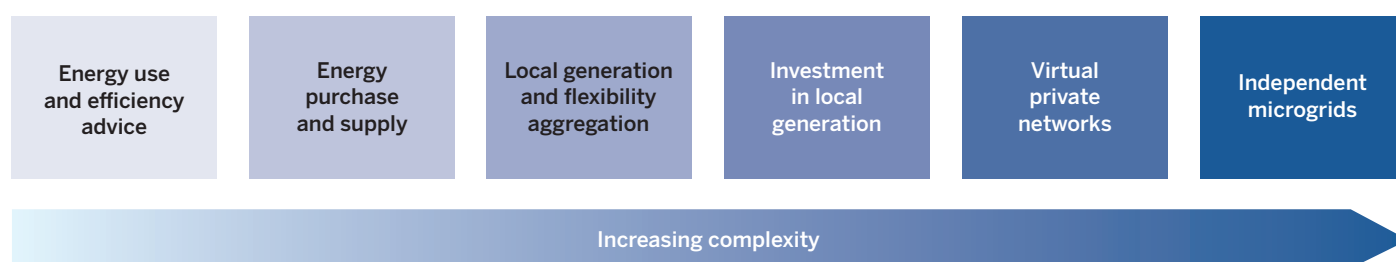 Energy use
and efficiency
advice
Energy
purchase
and supply
Local generation
and flexibility
aggregation
Investment
in local
generation
Virtual
private
networks
Independent
microgrids
Increasing complexity